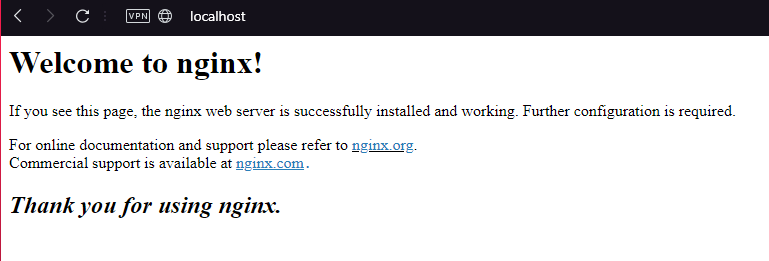 VPN localhost
Welcome to nginx!
If you see this page, the nginx web server is successfully installed and working. Further configuration is required.
For online documentation and support please refer to nginx.org.
Commercial support is available at nginx.com.
Thank you for using nginx.